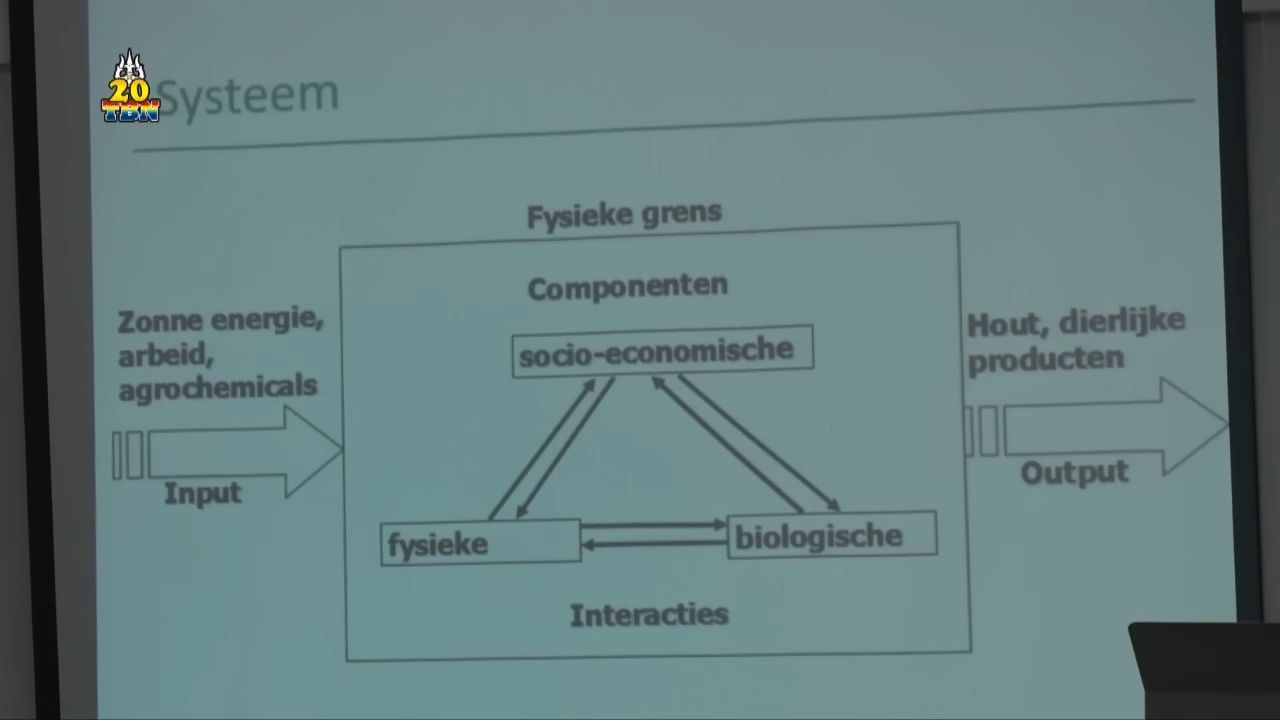 20
TBN
Systeem
Fysieke grens
Componenten
Zonne energie,
arbeid,
agrochemicals
Input
socio-economische
fysieke
biologische
Interacties
Hout, dierlijke
producten
Output